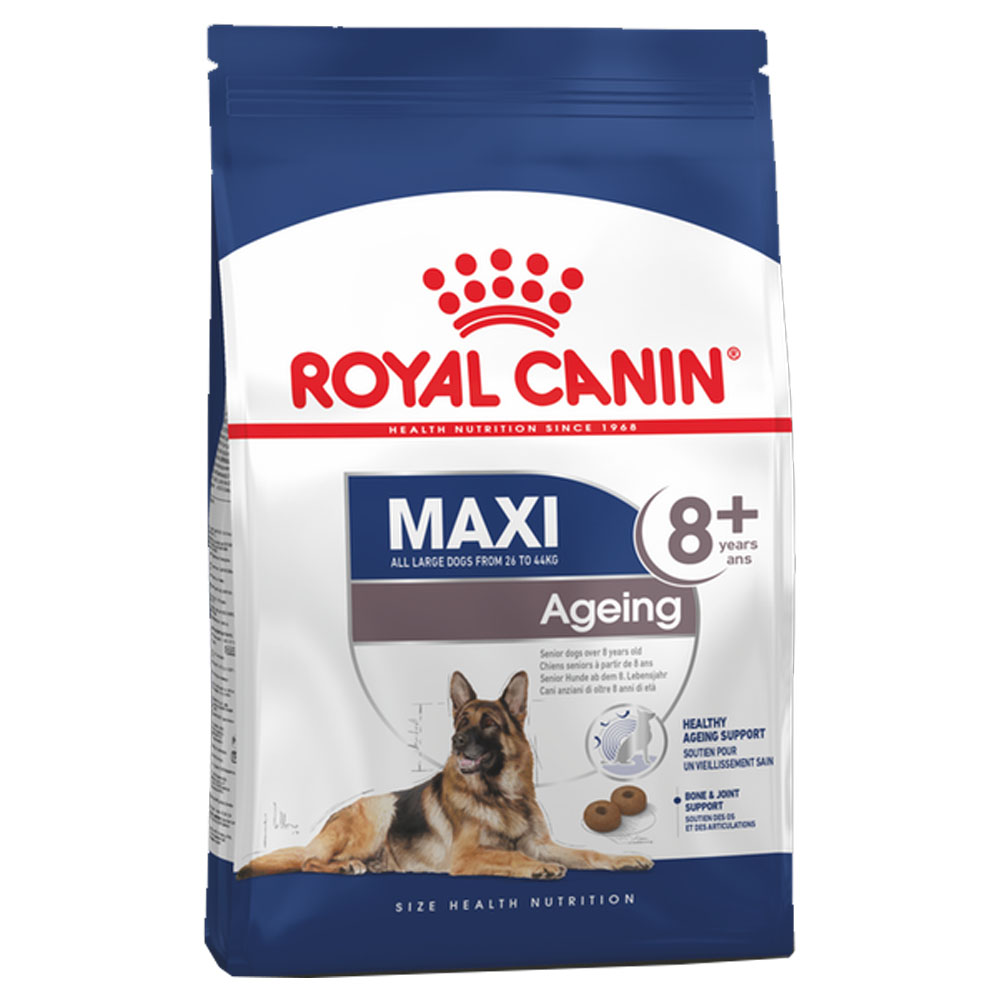 ROYAL CANIN®
HEALTH NUTRITION SINCE 1968
MAXI
ALL LARGE DOGS FROM 26 TO 44KG
8+
years
ans
Ageing
Senior dogs over 8 years old
Chiens seniors à partir de 8 ans
Senior Hunde ab dem 8. Lebensjahr
Cani anziani di oltre 8 anni di età
HEALTHY
AGEING SUPPORT
SOUTIEN POUR
UN VIEILLISSEMENT SAIN
BONE & JOINT
SUPPORT
SOUTIEN DES OS
ET DES ARTICULATIONS
SIZE HEALTH NUTRITION